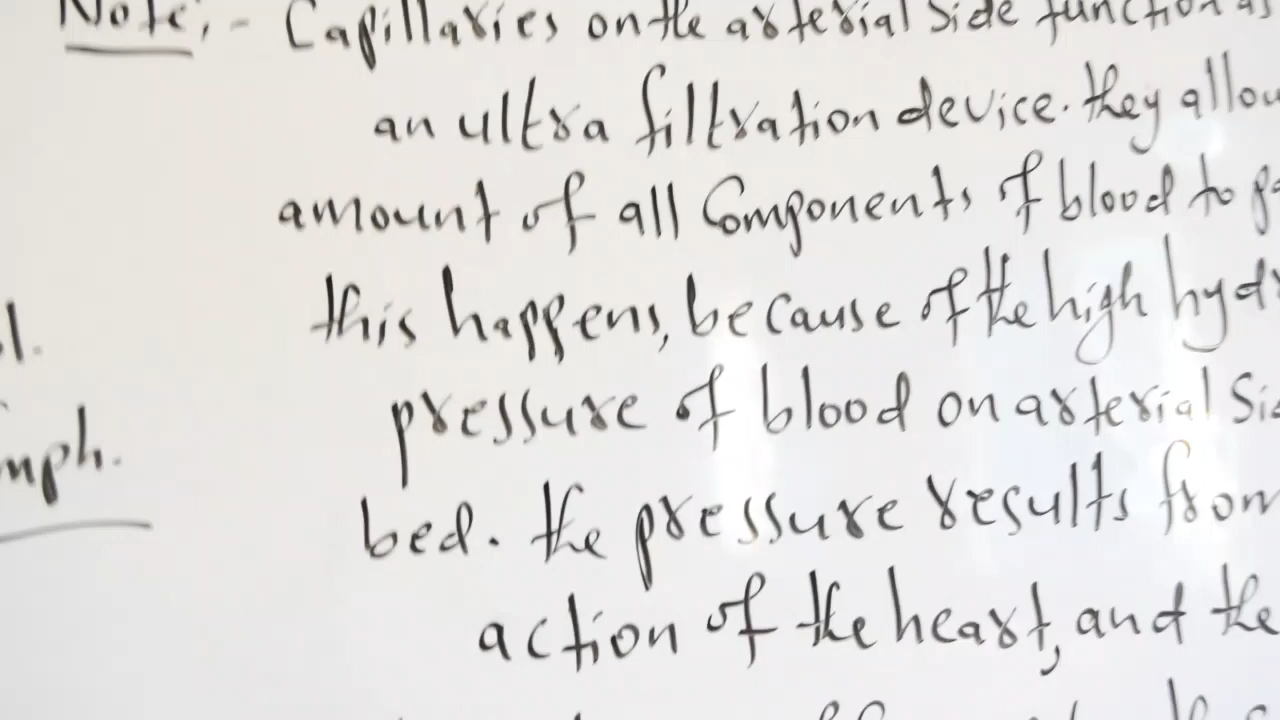 Note:- Capillaries on the arterial side function as
an ultra filtration device. they allow
amount of all Components of blood to
this happens, because of the high
pressure of blood on arterial
bed. the pressure results from
action of the heart, and the